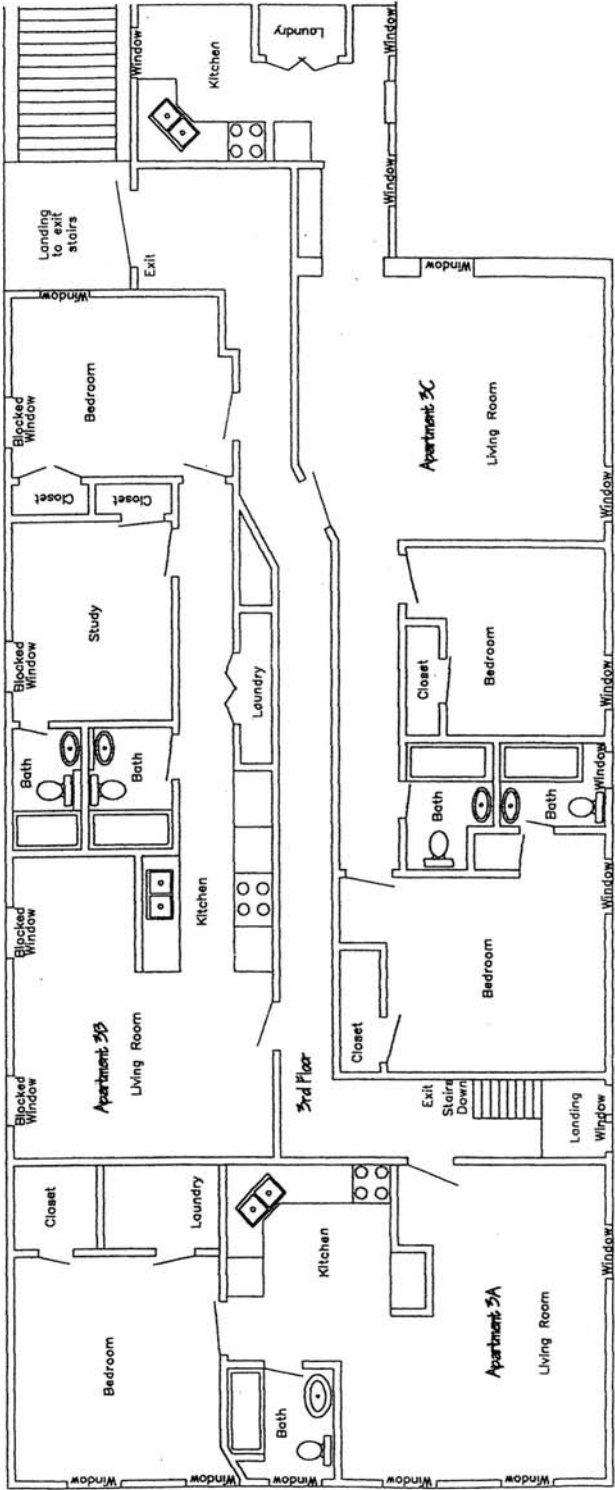 Closet
Bedroom
Laundry
Window
Window
Window
Bath
Kitchen
Window
Window
Apartment 3A
Living Room
Window
Blocked
Window
Blocked
Window
Apartment 3B
Living Room
Kitchen
Bath
Bath
Blocked
Window
Study
Closet
Closet
Laundry
Blocked
Window
Bedroom
Window
Landing
to exit
stairs
Exit
3rd Floor
Exit
Stairs
Down
Landing
Window
Closet
Bedroom
Window
Bath
Bath
Window
Closet
Bedroom
Window
Apartment 3C
Living Room
Window
Window
Window
Kitchen
Window
Laundry
Window